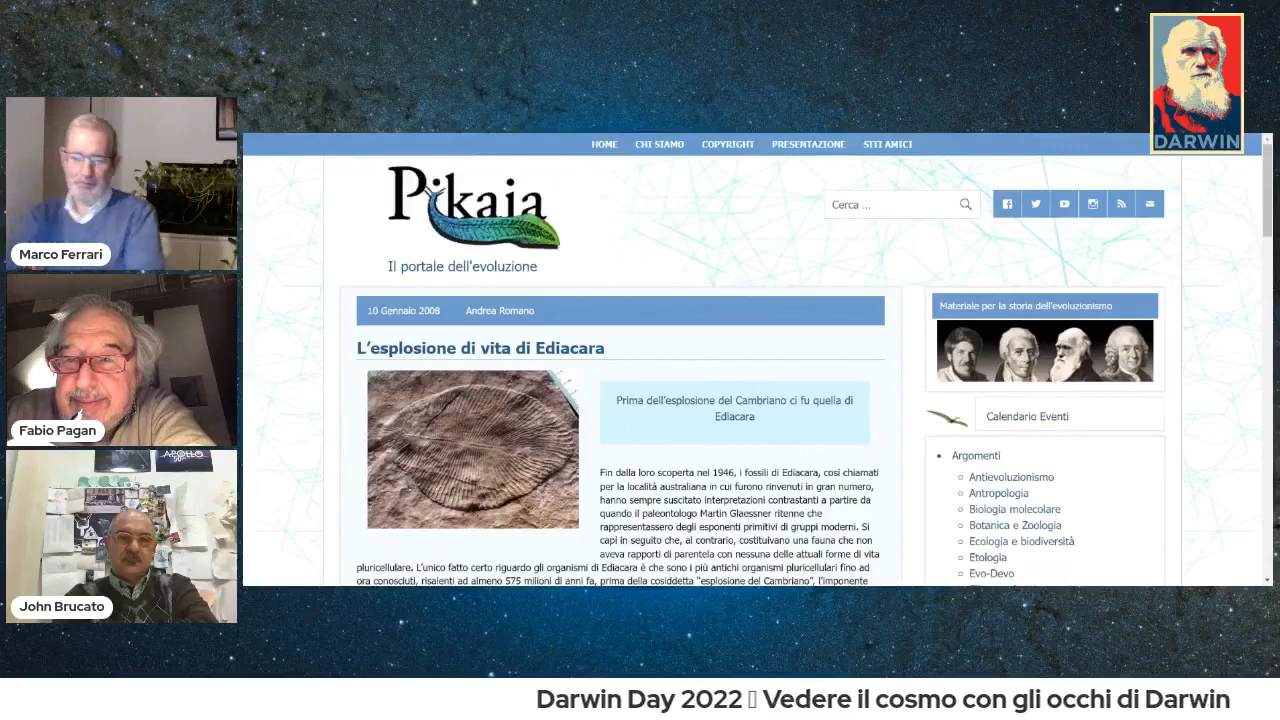 DARWIN
Marco Ferrari
Fabio Pagan
APOLLO
50
John Brucato
HOME CHI SIAMO COPYRIGHT PRESENTAZIONE SITI AMICI
Pikaia
Il portale dell'evoluzione
Cerca ...
10 Gennaio 2008 Andrea Romano
L'esplosione di vita di Ediacara
Prima dell'esplosione del Cambriano ci fu quella di
Ediacara
Fin dalla loro scoperta nel 1946, i fossili di Ediacara, così chiamati
per la località australiana in cui furono rinvenuti in gran numero,
hanno sempre suscitato interpretazioni contrastanti a partire da
quando il paleontologo Martin Glaessner ritenne che
rappresentassero degli esponenti primitivi di gruppi moderni. Si
capì in seguito che, al contrario, costituivano una fauna che non
aveva rapporti di parentela con nessuna delle attuali forme di vita
pluricellulare. L'unico fatto certo riguardo gli organismi di Ediacara è che sono i più antichi organismi pluricellulari fino ad
ora conosciuti, risalenti ad almeno 575 milioni di anni fa, prima della cosiddetta "esplosione del Cambriano", l'imponente
Materiale per la storia dell'evoluzionismo
Calendario Eventi
Argomenti
Antievoluzionismo
Antropologia
Biologia molecolare
Botanica e Zoologia
Ecologia e biodiversità
Etologia
Evo-Devo
Darwin Day 2022 ▯ Vedere il cosmo con gli occhi di Darwin